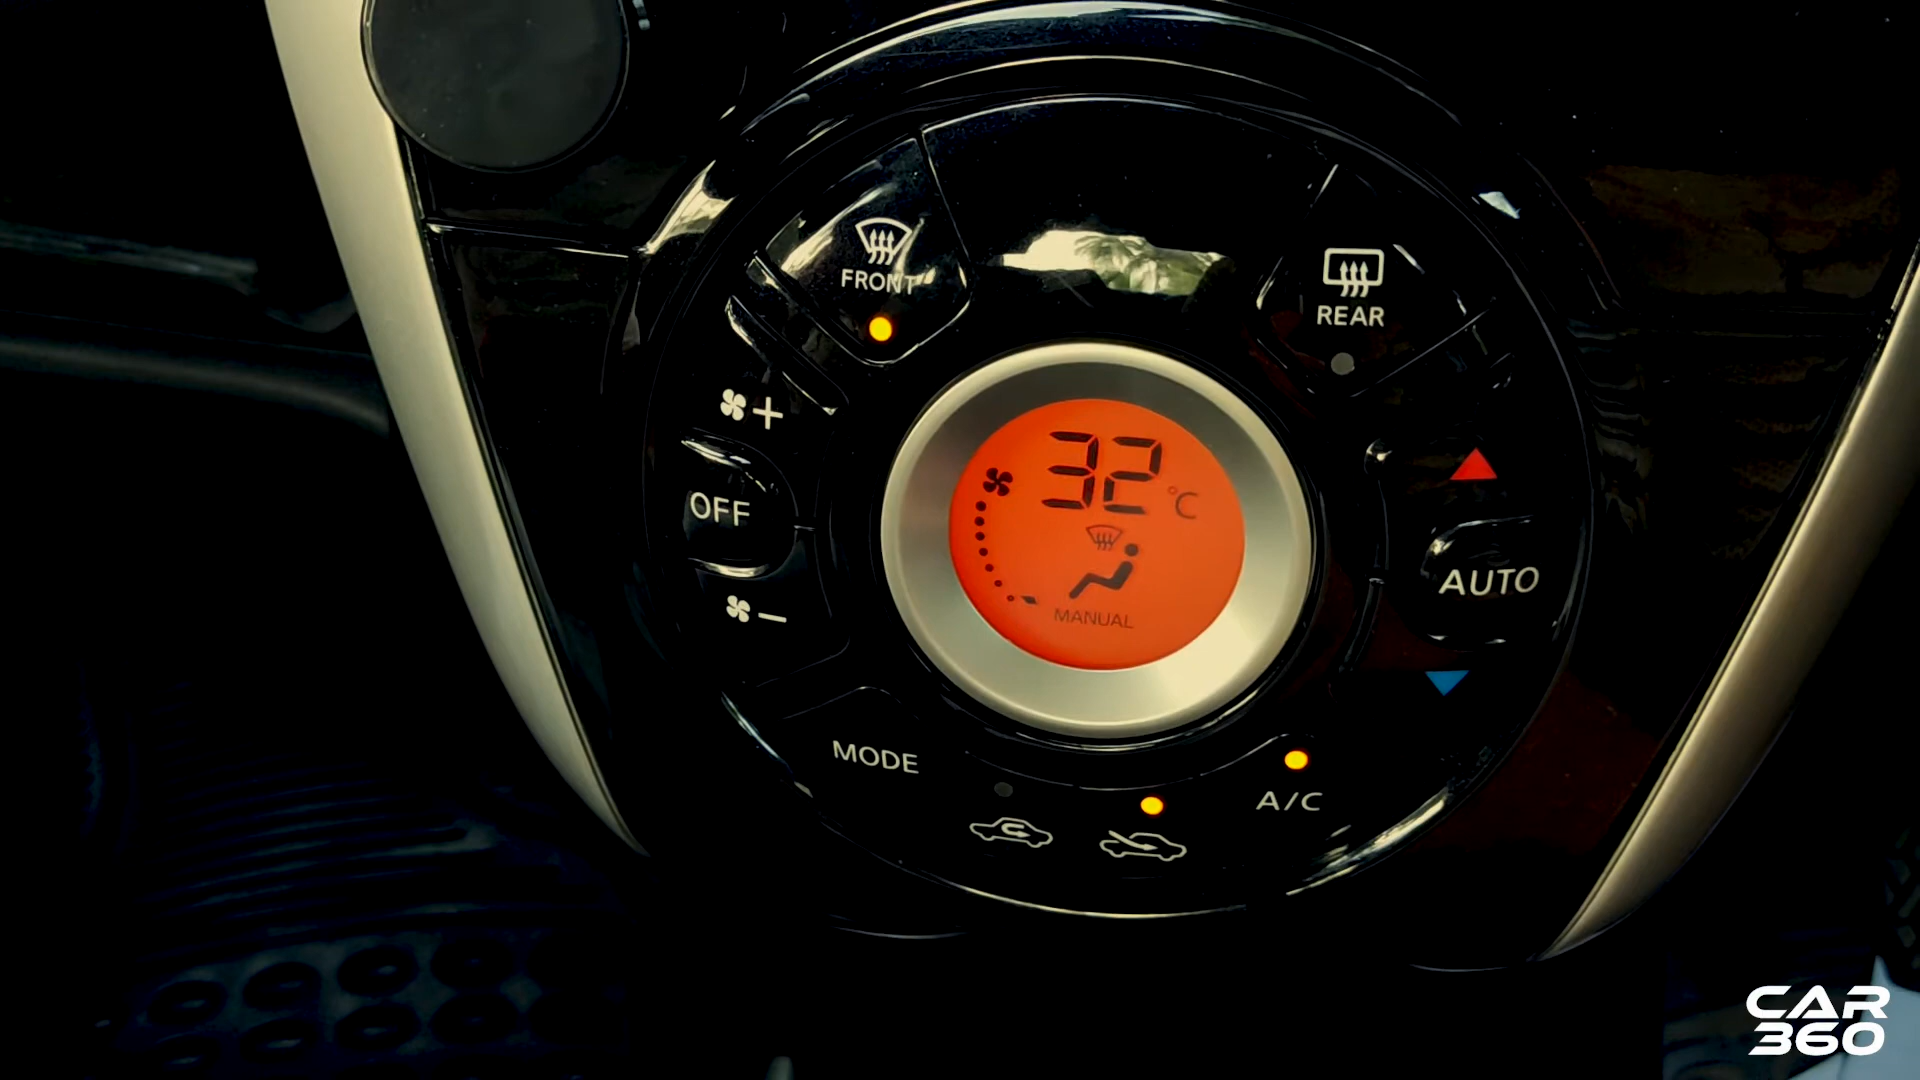 FRONT
REAR
+
OFF
−
32 °C
MANUAL
AUTO
MODE
A/C
CAR
360